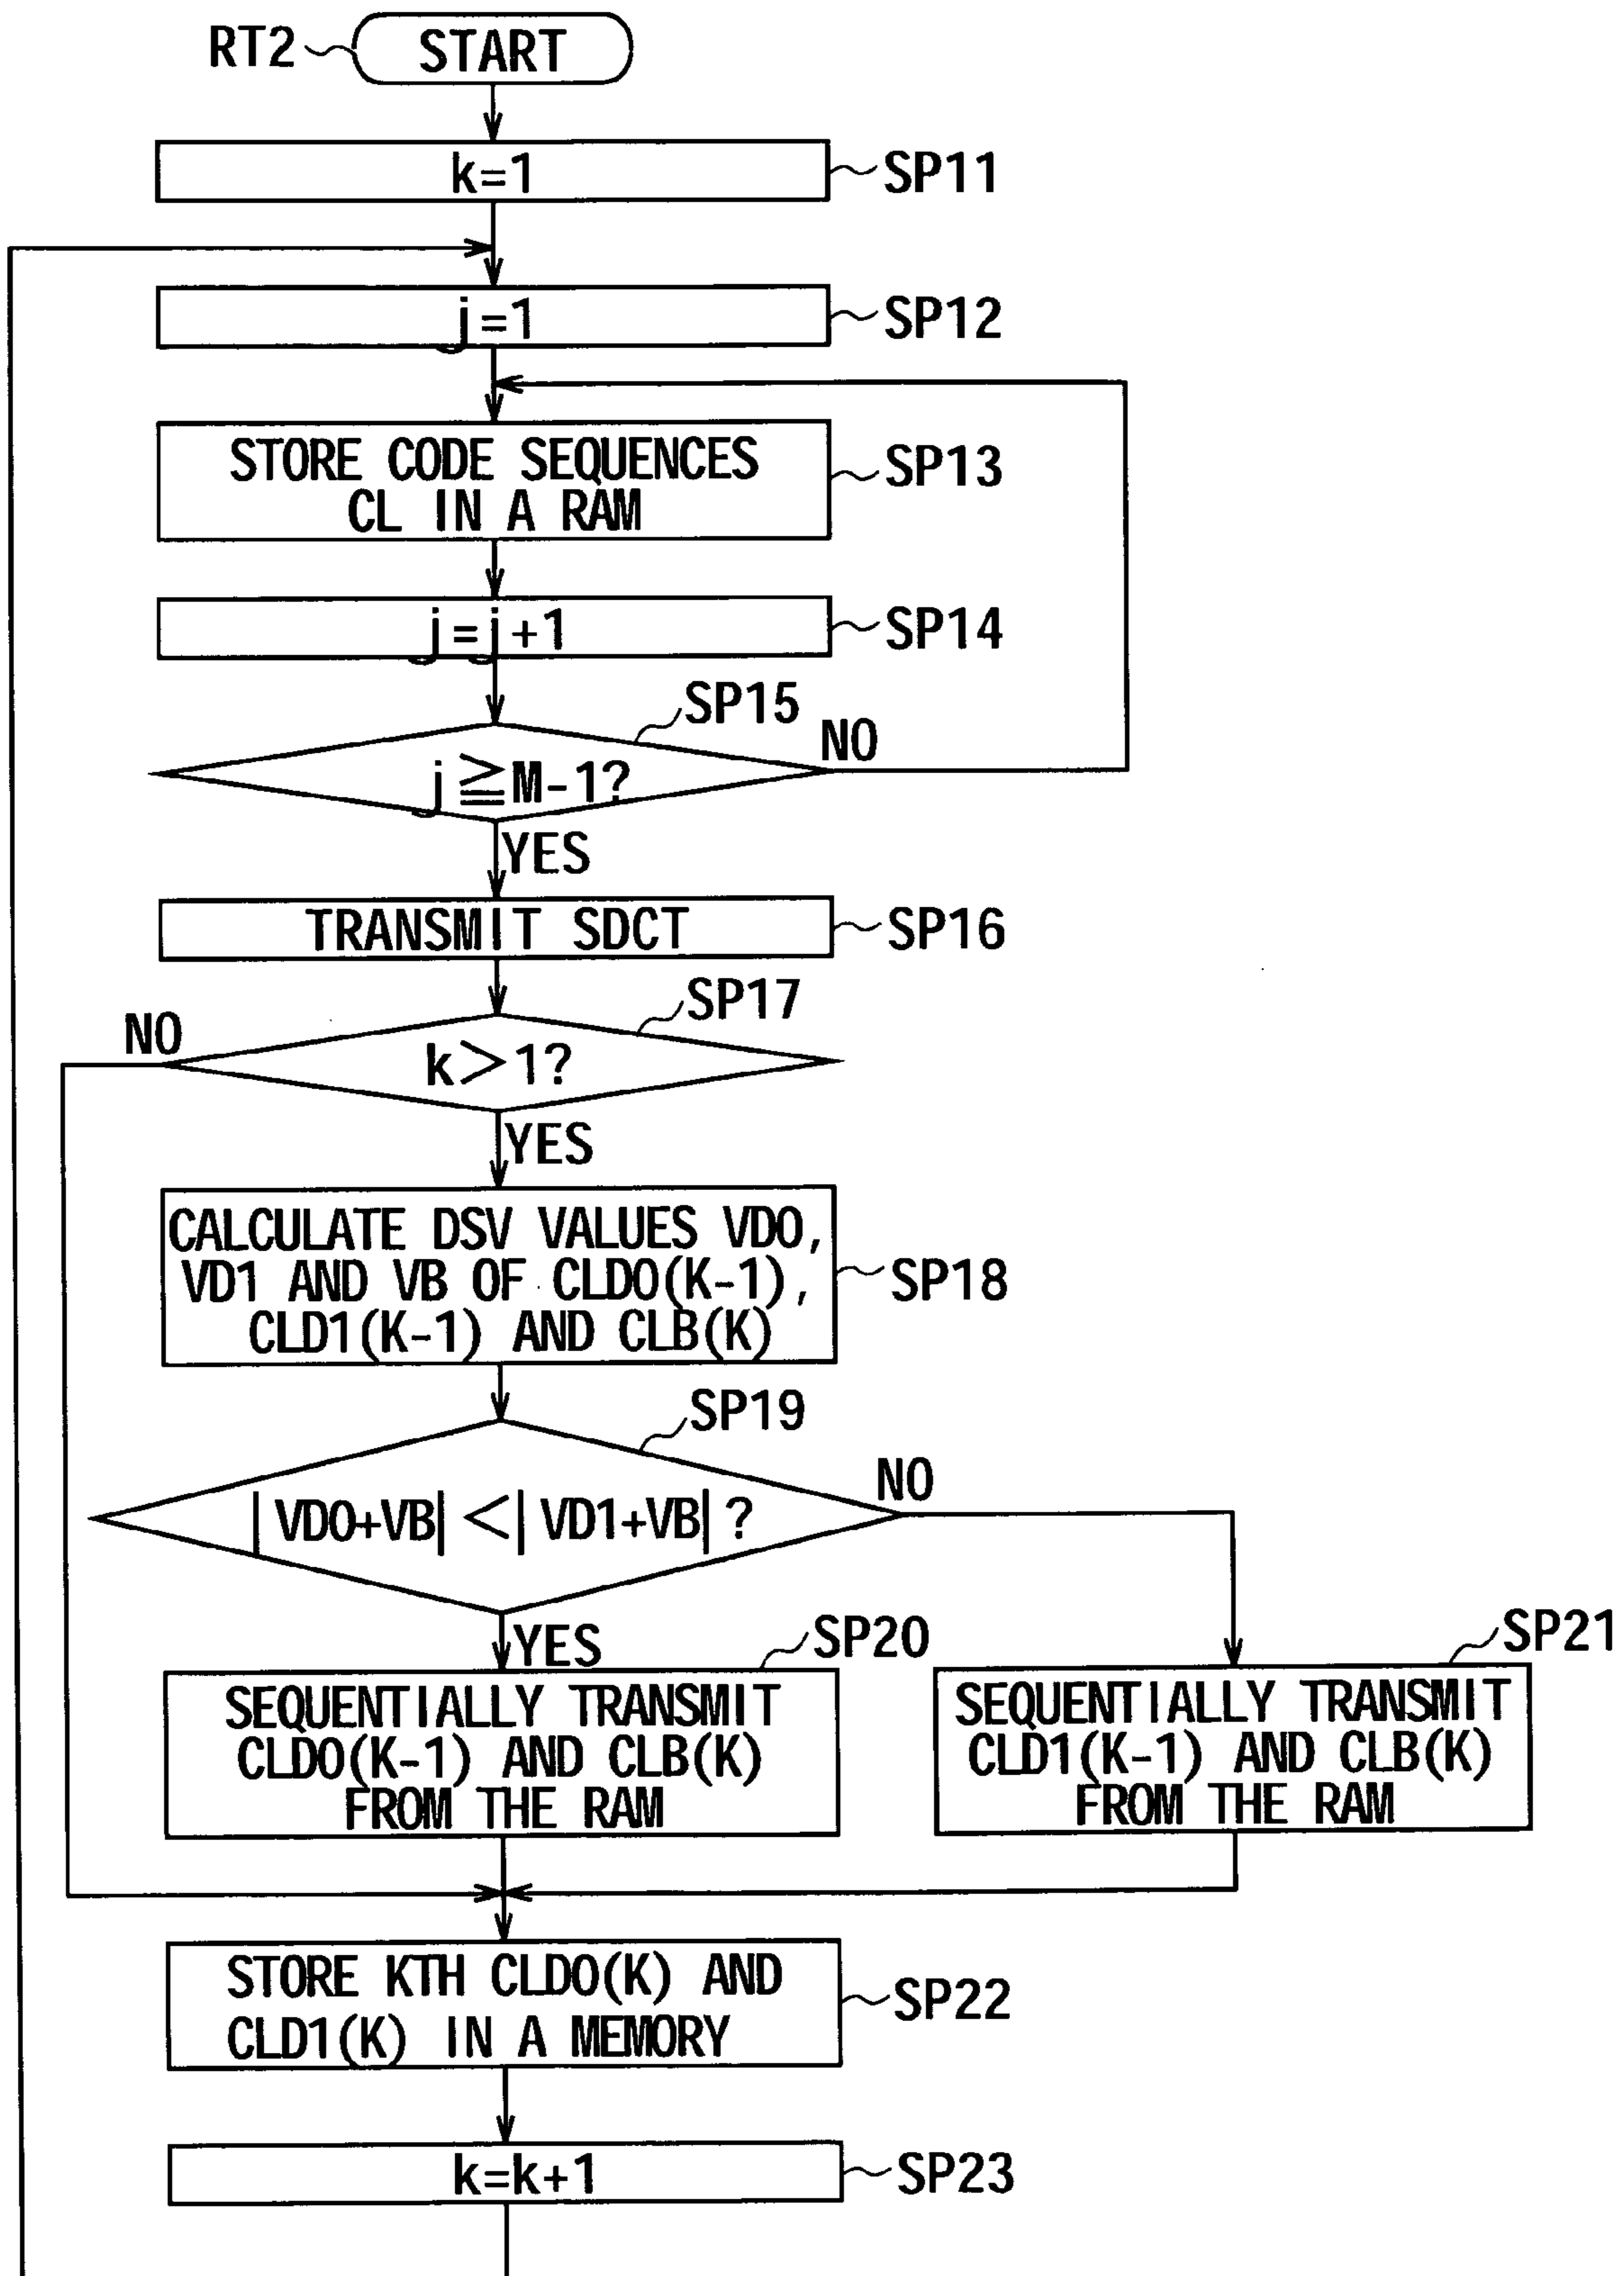 RT2
START
k=1
SP11
j=1
SP12
STORE CODE SEQUENCES
CL IN A RAM
SP13
j=j+1
SP14
SP15
j≧M-1?
NO
YES
TRANSMIT SDCT
SP16
SP17
NO
k>1?
YES
CALCULATE DSV VALUES VD0,
VD1 AND VB OF CLD0(K-1),
CLD1(K-1) AND CLB(K)
SP18
SP19
|VD0+VB|<|VD1+VB|?
NO
YES
SP20
SEQUENTIALLY TRANSMIT
CLD0(K-1) AND CLB(K)
FROM THE RAM
SP21
SEQUENTIALLY TRANSMIT
CLD1(K-1) AND CLB(K)
FROM THE RAM
STORE KTH CLD0(K) AND
CLD1(K) IN A MEMORY
SP22
k=k+1
SP23